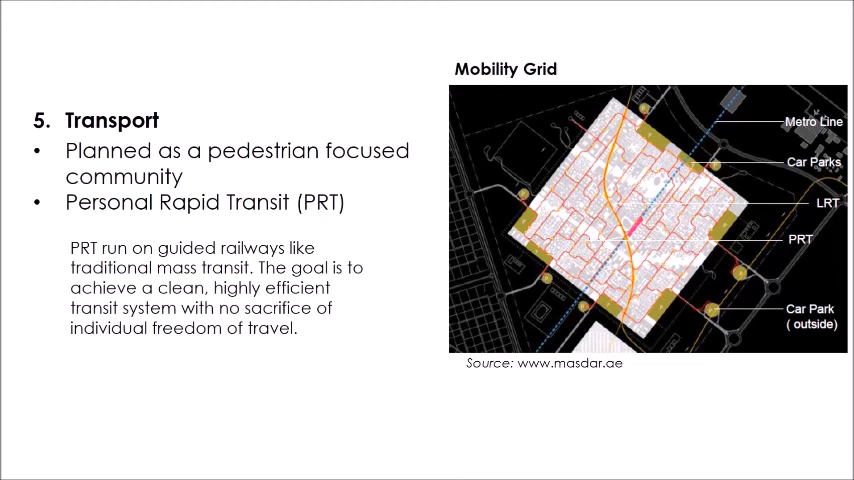 Mobility Grid
5. Transport
• Planned as a pedestrian focused
community
• Personal Rapid Transit (PRT)
PRT run on guided railways like
traditional mass transit. The goal is to
achieve a clean, highly efficient
transit system with no sacrifice of
individual freedom of travel.
Metro Line
Car Parks
LRT
PRT
Car Park
( outside)
Source: www.masdar.ae